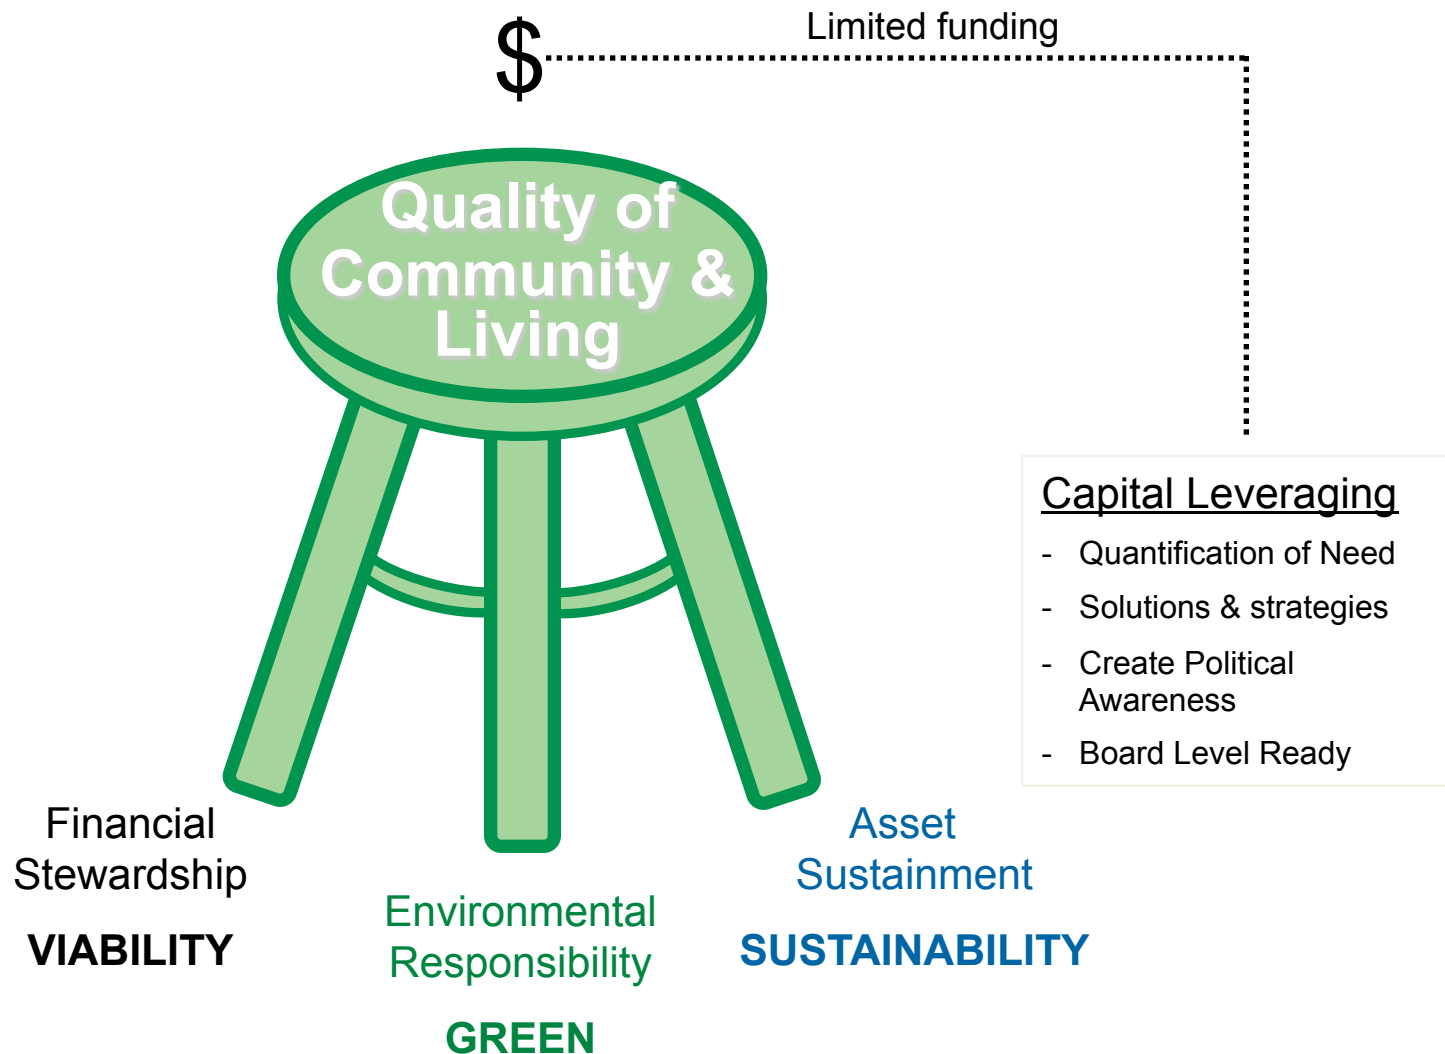 $
Limited funding
Quality of
Community &
Living
Capital Leveraging
- Quantification of Need
- Solutions & strategies
- Create Political
Awareness
- Board Level Ready
Financial
Stewardship
VIABILITY
Environmental
Responsibility
GREEN
Asset
Sustainment
SUSTAINABILITY